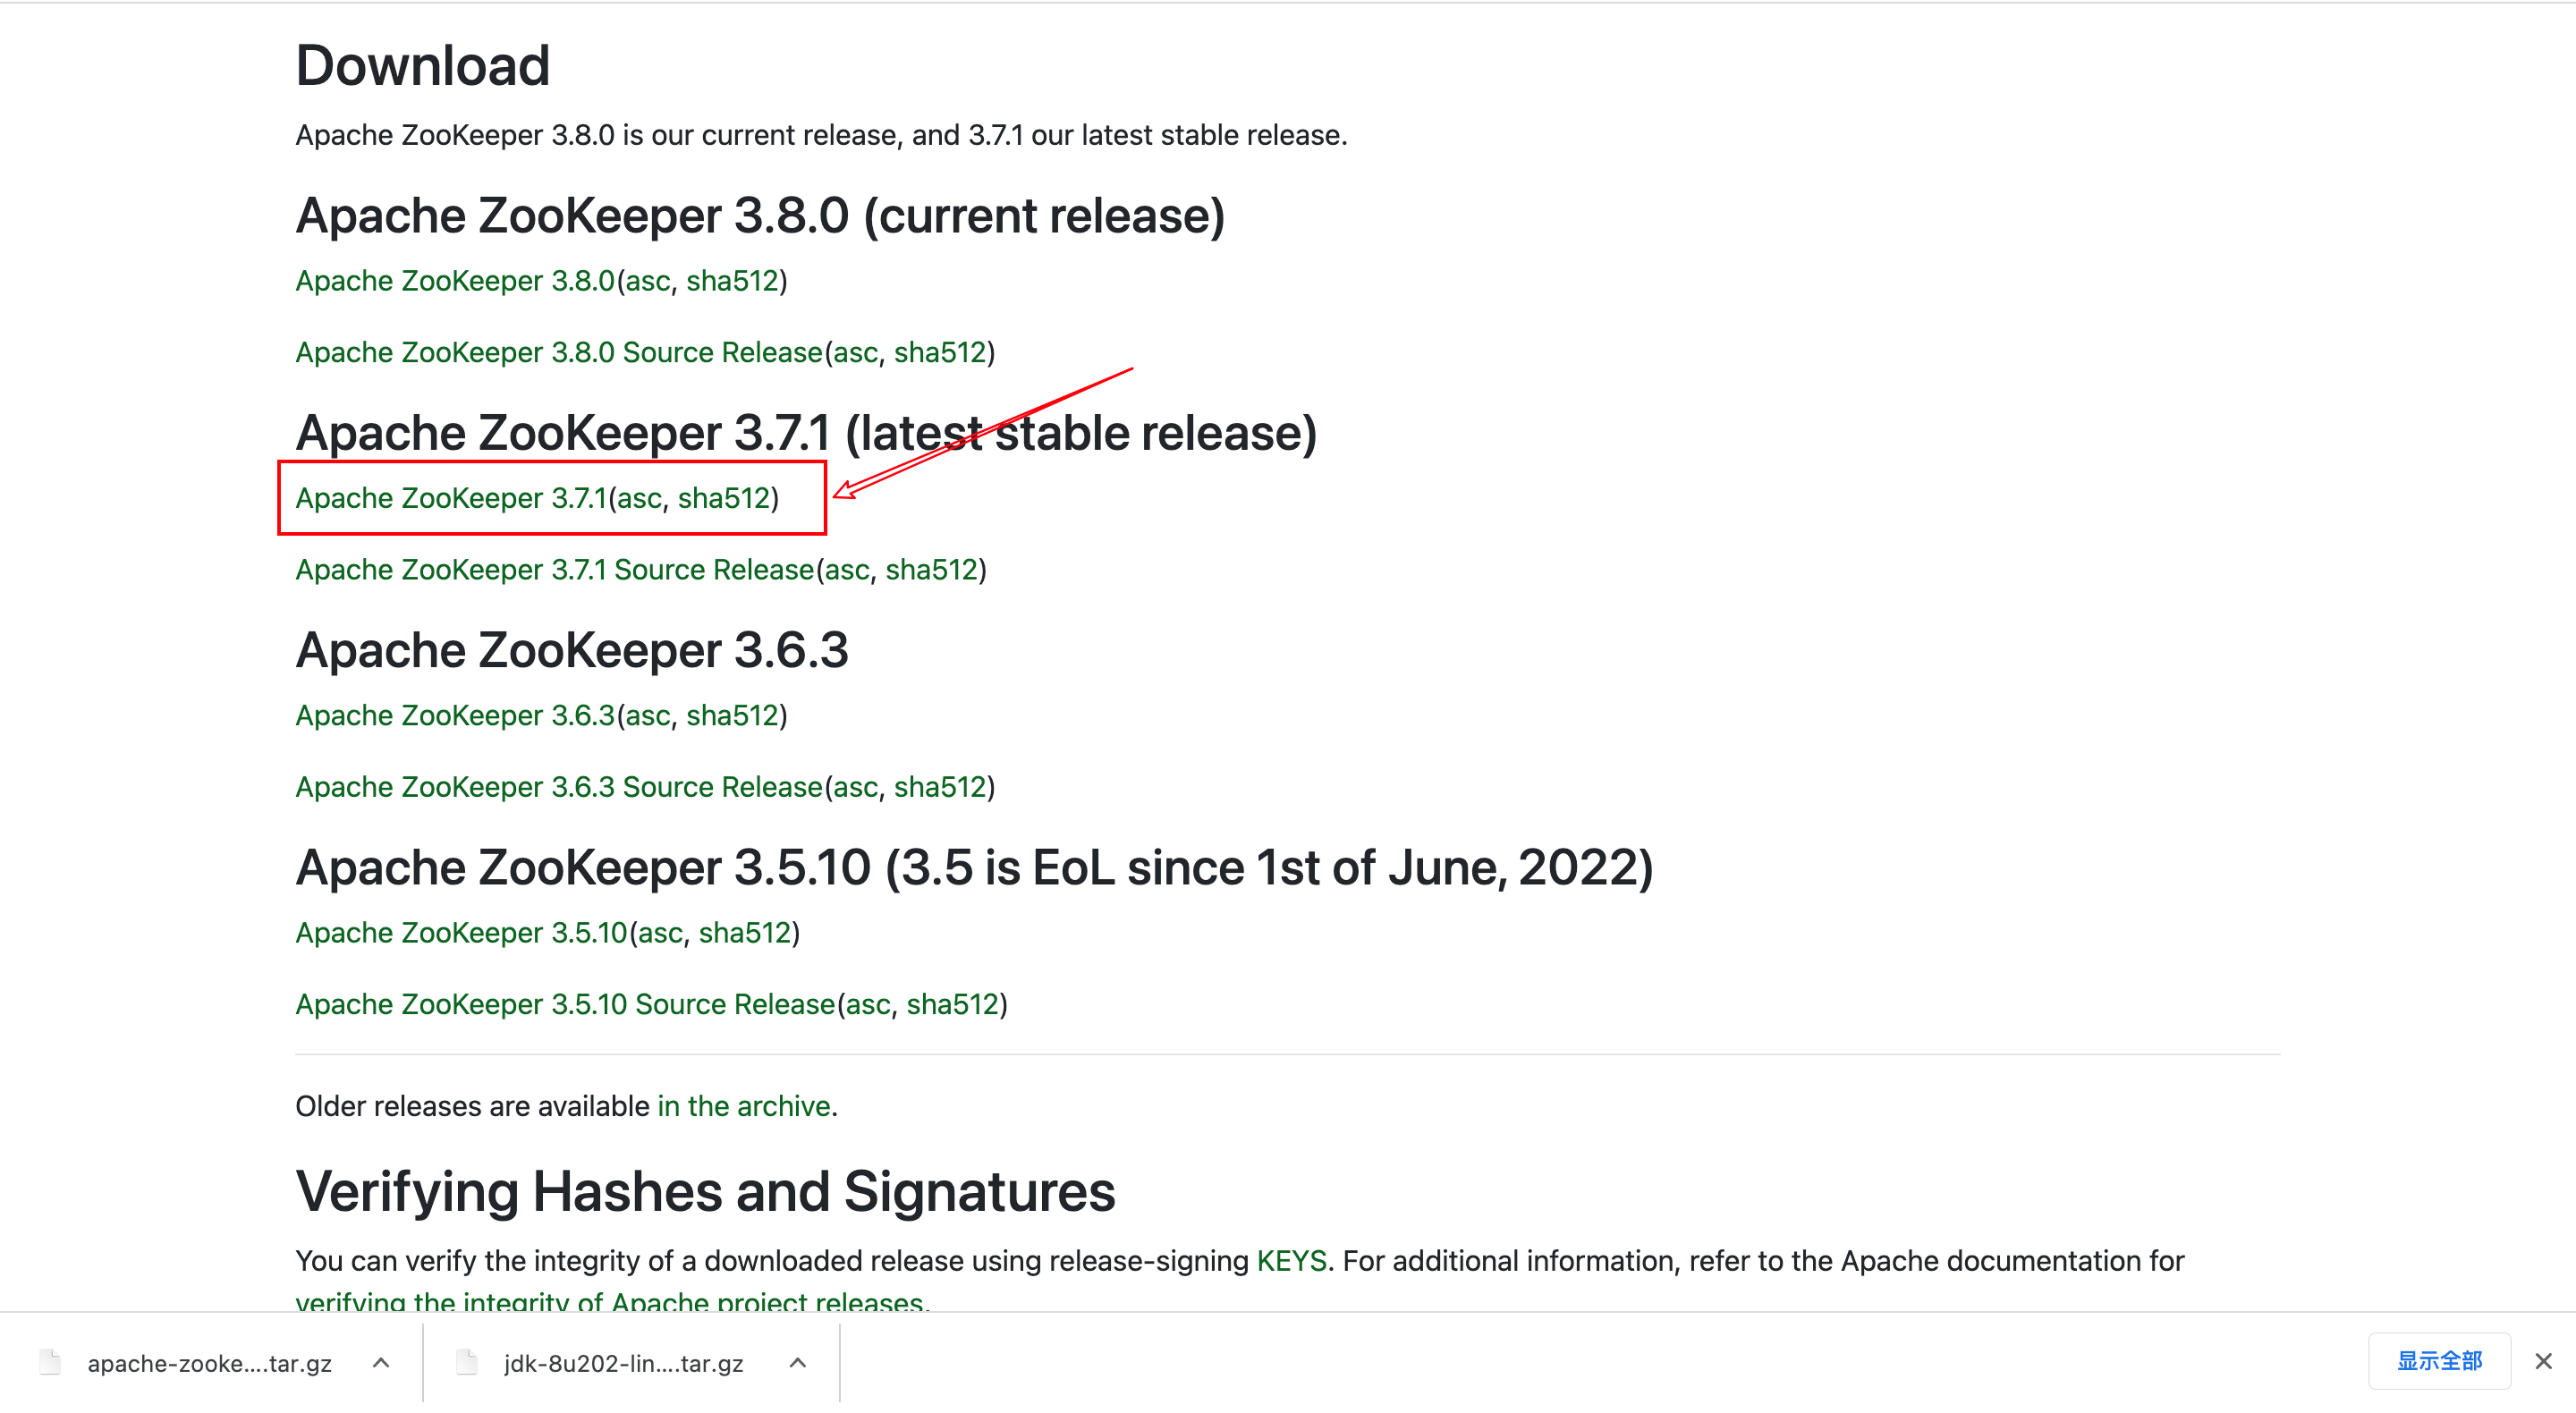 Download
Apache ZooKeeper 3.8.0 is our current release, and 3.7.1 our latest stable release.
Apache ZooKeeper 3.8.0 (current release)
Apache ZooKeeper 3.8.0(asc, sha512)
Apache ZooKeeper 3.8.0 Source Release(asc, sha512)
Apache ZooKeeper 3.7.1 (latest stable release)
Apache ZooKeeper 3.7.1(asc, sha512)
Apache ZooKeeper 3.7.1 Source Release(asc, sha512)
Apache ZooKeeper 3.6.3
Apache ZooKeeper 3.6.3(asc, sha512)
Apache ZooKeeper 3.6.3 Source Release(asc, sha512)
Apache ZooKeeper 3.5.10 (3.5 is EoL since 1st of June, 2022)
Apache ZooKeeper 3.5.10(asc, sha512)
Apache ZooKeeper 3.5.10 Source Release(asc, sha512)
Older releases are available in the archive.
Verifying Hashes and Signatures
You can verify the integrity of a downloaded release using release-signing KEYS. For additional information, refer to the Apache documentation for
verifying the integrity of Apache project releases.
apache-zooke....tar.gz
jdk-8u202-lin....tar.gz
显示全部